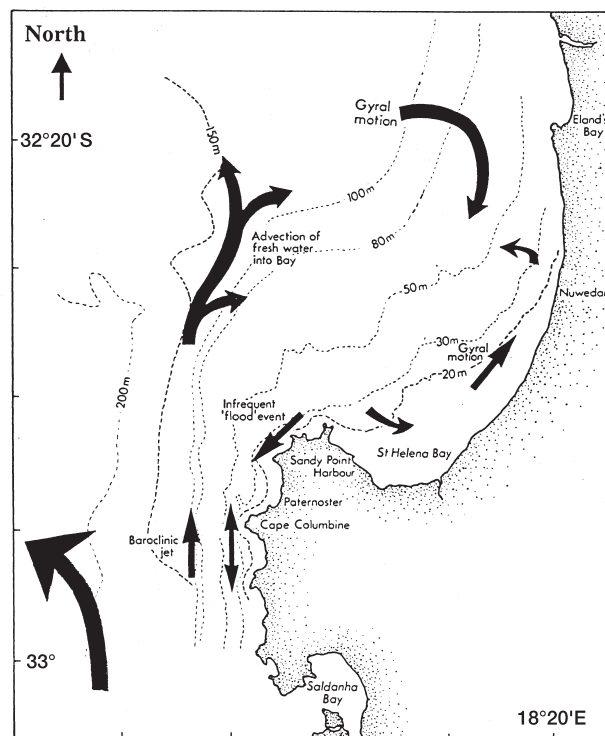 North
32°20' S
150m
Gyral
motion
Eland's
Bay
100m
80m
Advection of
fresh water
into Bay
50m
Nuwedam
200m
30m
Gyral
motion
20m
Infrequent
'flood' event
St Helena Bay
Sandy Point
Harbour
Paternoster
Cape Columbine
Baroclinic
jet
33°
Saldanha
Bay
18°20'E